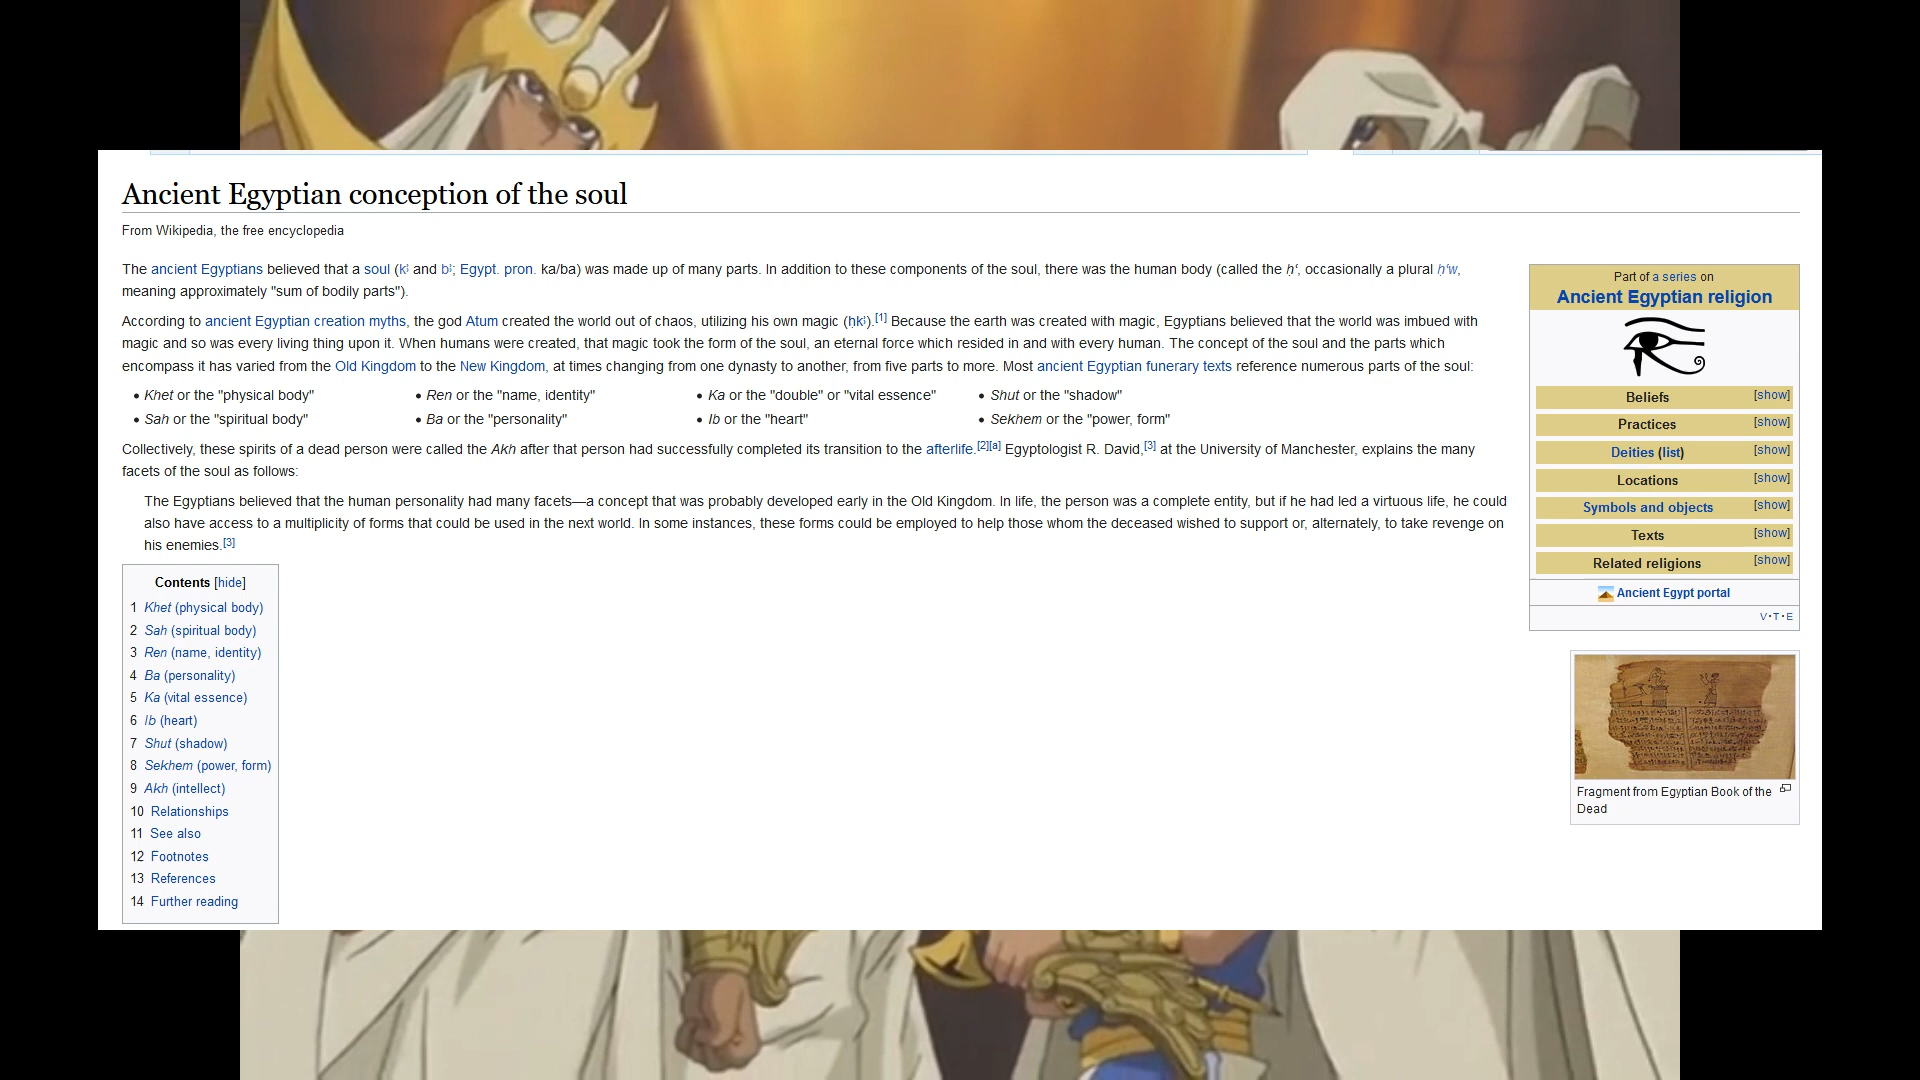 Ancient Egyptian conception of the soul
From Wikipedia, the free encyclopedia
The ancient Egyptians believed that a soul (kꜣ and bꜣ; Egypt. pron. ka/ba) was made up of many parts. In addition to these components of the soul, there was the human body (called the ḥꜥ, occasionally a plural ḥꜥw,
meaning approximately "sum of bodily parts").
According to ancient Egyptian creation myths, the god Atum created the world out of chaos, utilizing his own magic (ḥkꜣ).[1] Because the earth was created with magic, Egyptians believed that the world was imbued with
magic and so was every living thing upon it. When humans were created, that magic took the form of the soul, an eternal force which resided in and with every human. The concept of the soul and the parts which
encompass it has varied from the Old Kingdom to the New Kingdom, at times changing from one dynasty to another, from five parts to more. Most ancient Egyptian funerary texts reference numerous parts of the soul:
• Khet or the "physical body" • Ren or the "name, identity" • Ka or the "double" or "vital essence" • Shut or the "shadow"
• Sah or the "spiritual body" • Ba or the "personality" • Ib or the "heart" • Sekhem or the "power, form"
Collectively, these spirits of a dead person were called the Akh after that person had successfully completed its transition to the afterlife.[2][a] Egyptologist R. David,[3] at the University of Manchester, explains the many
facets of the soul as follows:
The Egyptians believed that the human personality had many facets—a concept that was probably developed early in the Old Kingdom. In life, the person was a complete entity, but if he had led a virtuous life, he could
also have access to a multiplicity of forms that could be used in the next world. In some instances, these forms could be employed to help those whom the deceased wished to support or, alternately, to take revenge on
his enemies.[3]
Contents [hide]
1 Khet (physical body)
2 Sah (spiritual body)
3 Ren (name, identity)
4 Ba (personality)
5 Ka (vital essence)
6 Ib (heart)
7 Shut (shadow)
8 Sekhem (power, form)
9 Akh (intellect)
10 Relationships
11 See also
12 Footnotes
13 References
14 Further reading
Part of a series on
Ancient Egyptian religion
Beliefs [show]
Practices [show]
Deities (list) [show]
Locations [show]
Symbols and objects [show]
Texts [show]
Related religions [show]
Ancient Egypt portal
V·T·E
Fragment from Egyptian Book of the
Dead